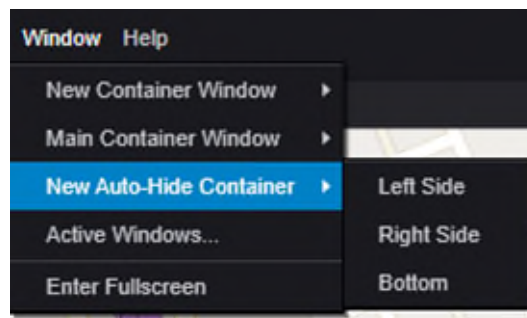 Window Help
New Container Window
Main Container Window
New Auto-Hide Container
Left Side
Active Windows...
Right Side
Enter Fullscreen
Bottom